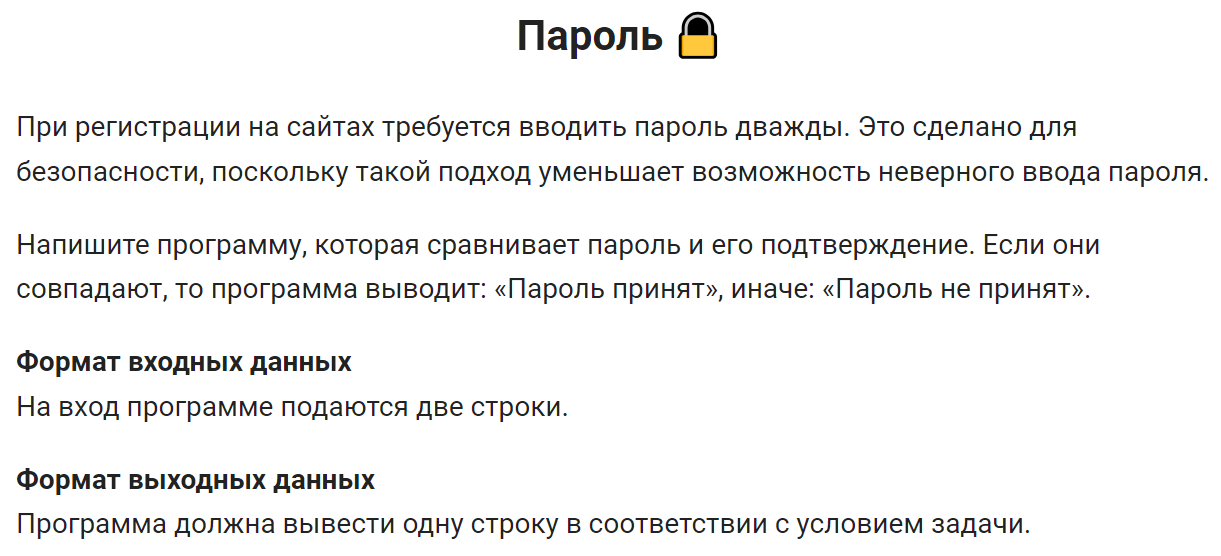 Пароль 🔒
При регистрации на сайтах требуется вводить пароль дважды. Это сделано для
безопасности, поскольку такой подход уменьшает возможность неверного ввода пароля.
Напишите программу, которая сравнивает пароль и его подтверждение. Если они
совпадают, то программа выводит: «Пароль принят», иначе: «Пароль не принят».
Формат входных данных
На вход программе подаются две строки.
Формат выходных данных
Программа должна вывести одну строку в соответствии с условием задачи.